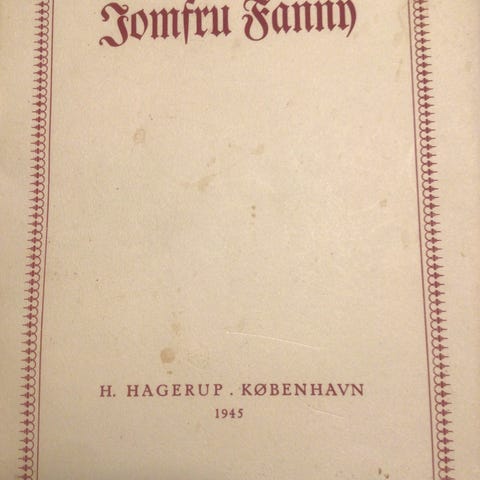 Jomfru Fanny
H. HAGERUP. KØBENHAVN
1945